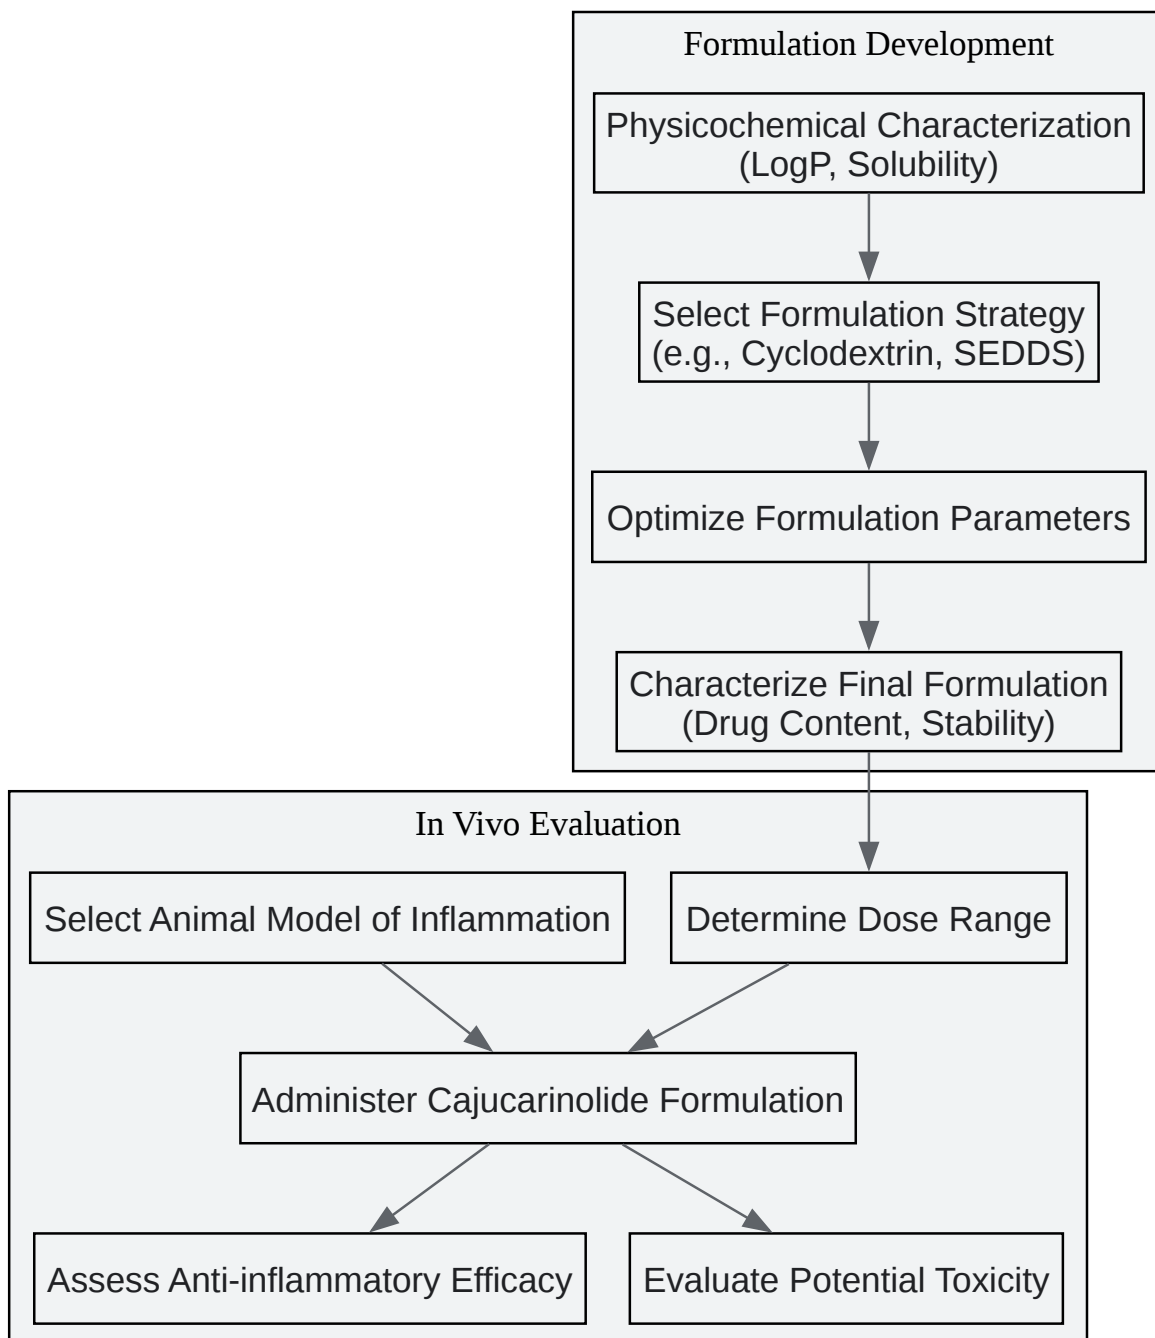 Formulation Development
Physicochemical Characterization
(LogP, Solubility)
Select Formulation Strategy
(e.g., Cyclodextrin, SEDDS)
Optimize Formulation Parameters
Characterize Final Formulation
(Drug Content, Stability)
In Vivo Evaluation
Select Animal Model of Inflammation
Determine Dose Range
Administer Cajucarinolide Formulation
Assess Anti-inflammatory Efficacy
Evaluate Potential Toxicity